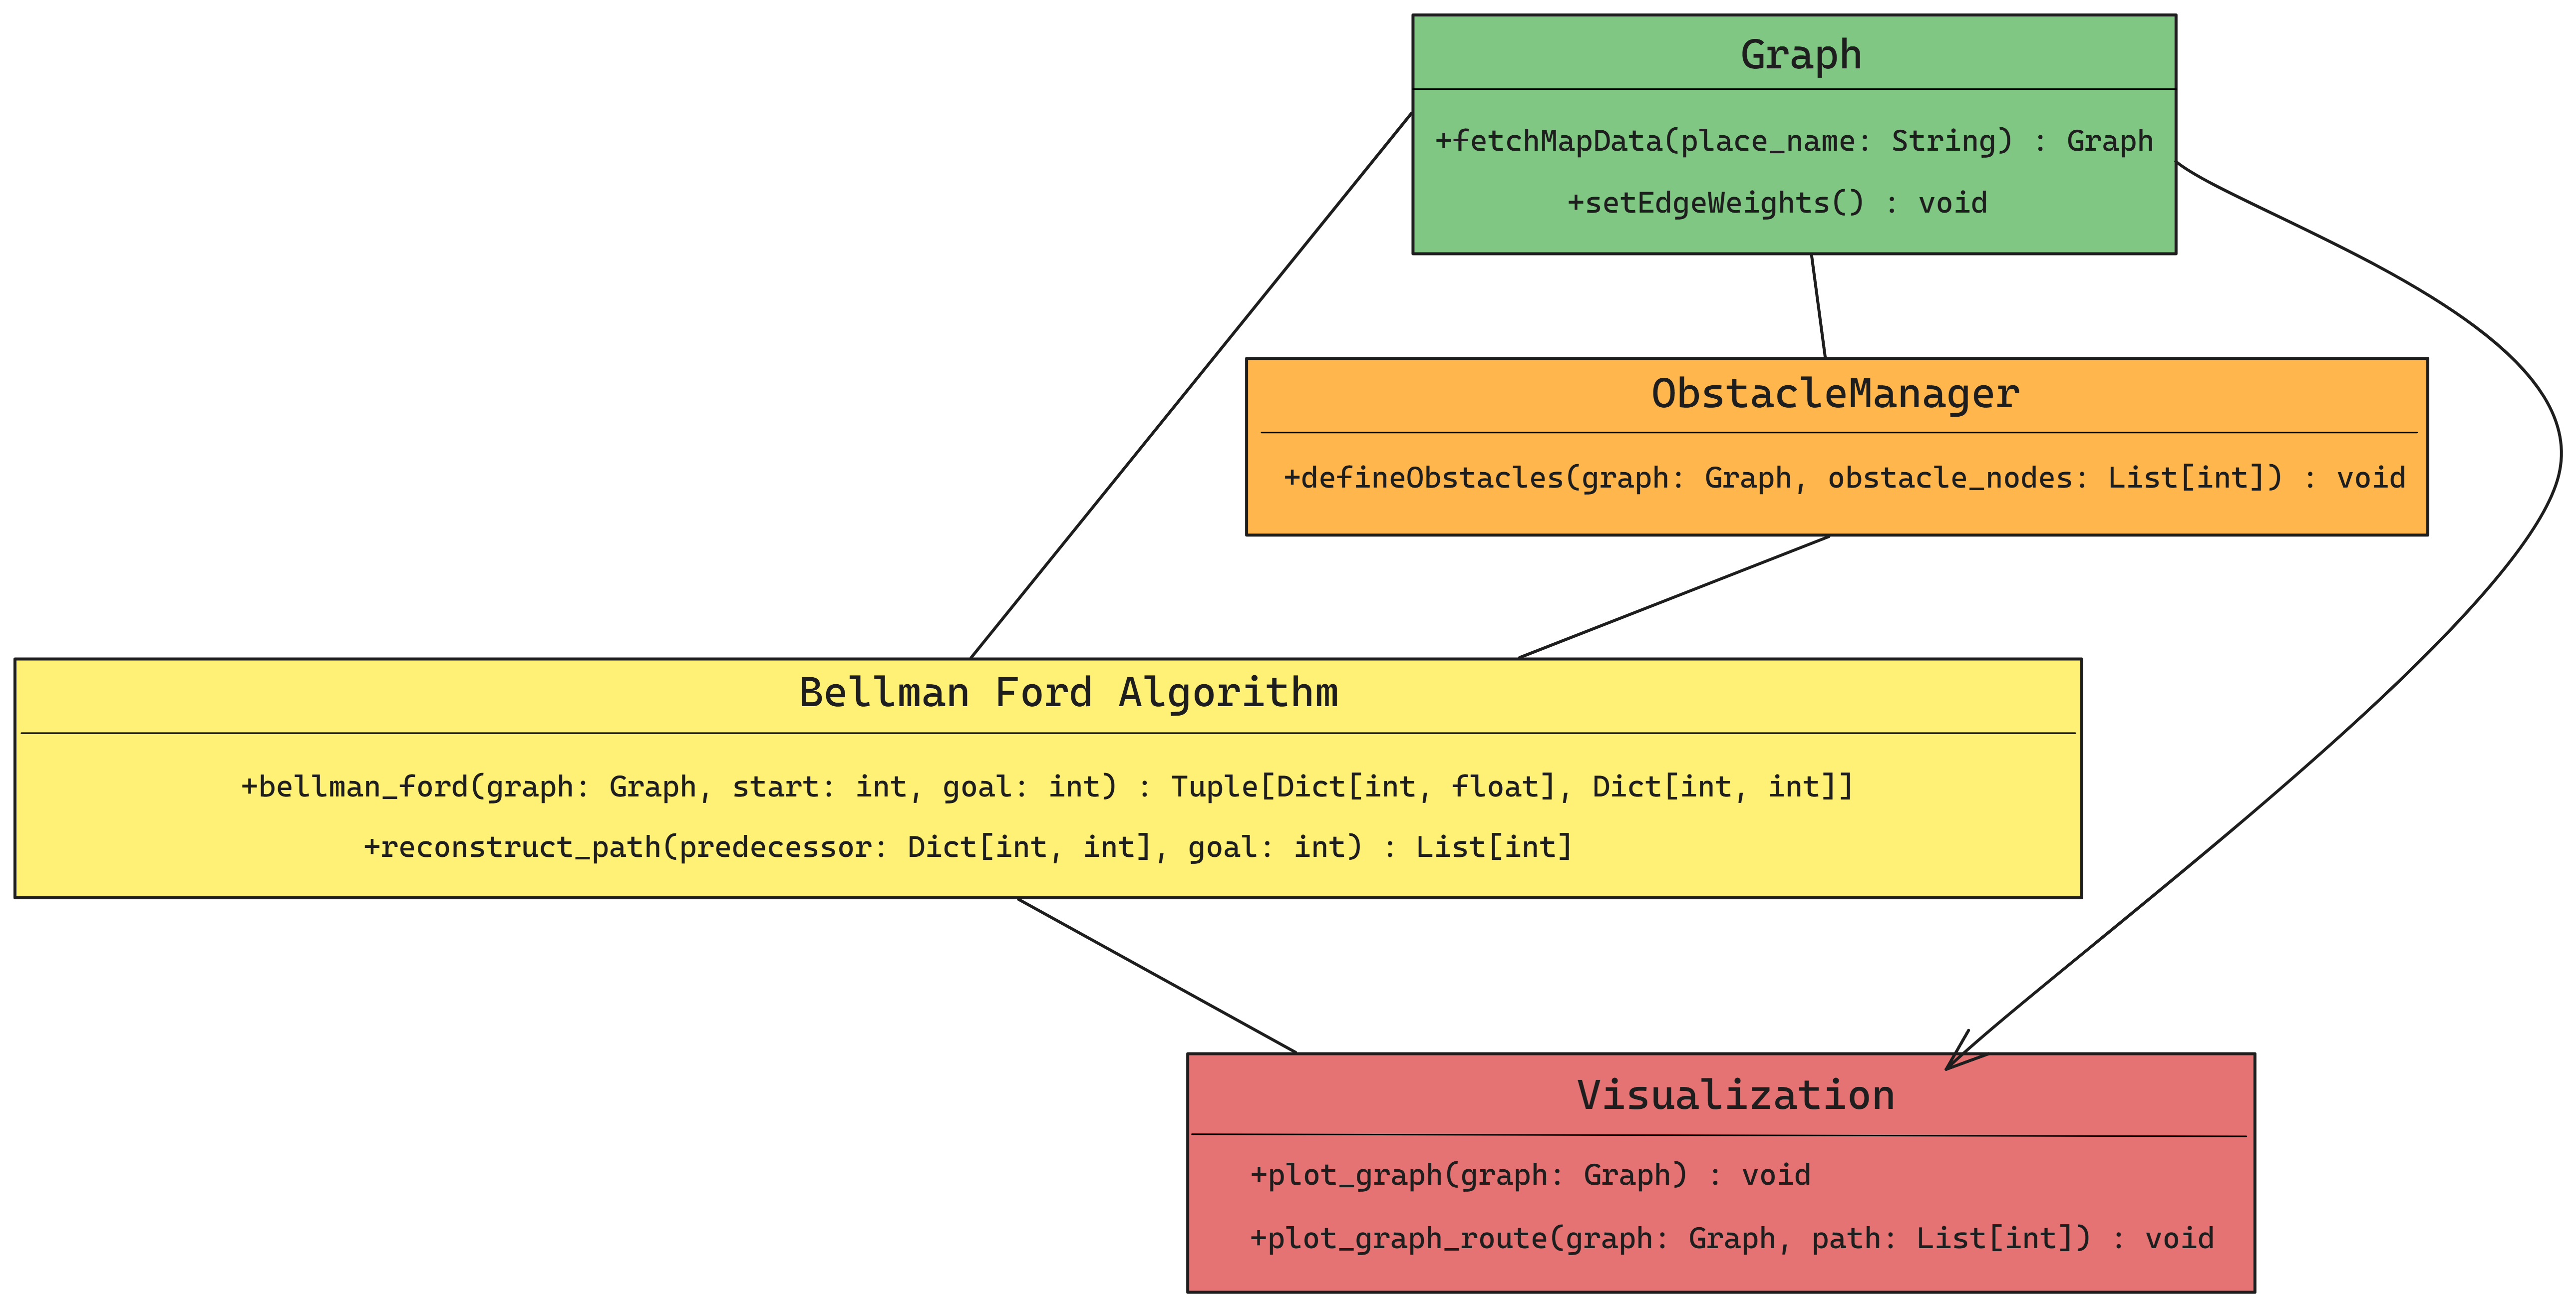 Graph
+fetchMapData(place_name: String) : Graph
+setEdgeWeights() : void
ObstacleManager
+defineObstacles(graph: Graph, obstacle_nodes: List[int]) : void
Bellman Ford Algorithm
+bellman_ford(graph: Graph, start: int, goal: int) : Tuple[Dict[int, float], Dict[int, int]]
+reconstruct_path(predecessor: Dict[int, int], goal: int) : List[int]
Visualization
+plot_graph(graph: Graph) : void
+plot_graph_route(graph: Graph, path: List[int]) : void